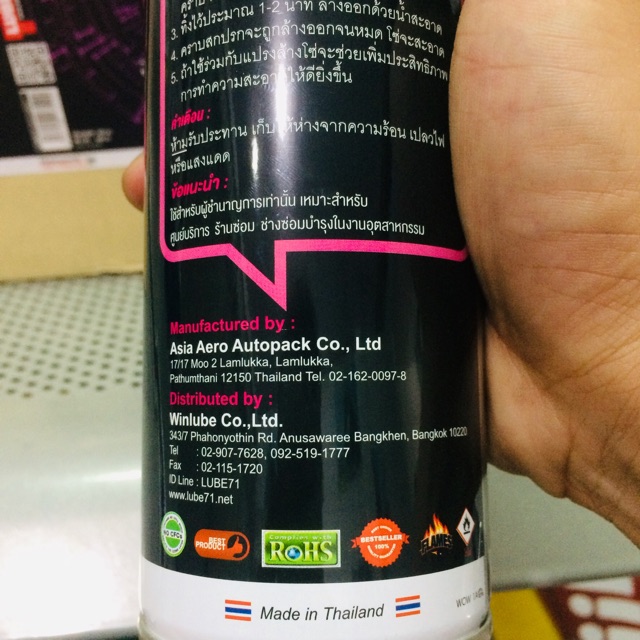 3. ทิ้งไว้ประมาณ 1-2 นาที ล้างออกด้วยน้ำสะอาด
4. คราบสกปรกจะถูกล้างออกจนหมด โซ่จะสะอาด
5. ถ้าใช้ร่วมกับแปรงล้างโซ่จะช่วยเพิ่มประสิทธิภาพ
การทำความสะอาดให้ดียิ่งขึ้น
คำเตือน :
ห้ามรับประทาน เก็บให้ห่างจากความร้อน เปลวไฟ
หรือแสงแดด
ข้อแนะนำ :
ใช้สำหรับผู้ชำนาญการเท่านั้น เหมาะสำหรับ
ศูนย์บริการ ร้านซ่อม ช่างซ่อมบำรุงในงานอุตสาหกรรม
Manufactured by :
Asia Aero Autopack Co., Ltd
17/17 Moo 2 Lamlukka, Lamlukka,
Pathumthani 12150 Thailand Tel. 02-162-0097-8
Distributed by :
Winlube Co.,Ltd.
343/7 Phahonyothin Rd. Anusawaree Bangkhen, Bangkok 10220
Tel : 02-907-7628, 092-519-1777
Fax : 02-115-1720
ID Line : LUBE71
www.lube71.net
NO CFCs
BEST PRODUCT
Complies with
RoHS
BESTSELLER
100%
FLAMES
Made in Thailand